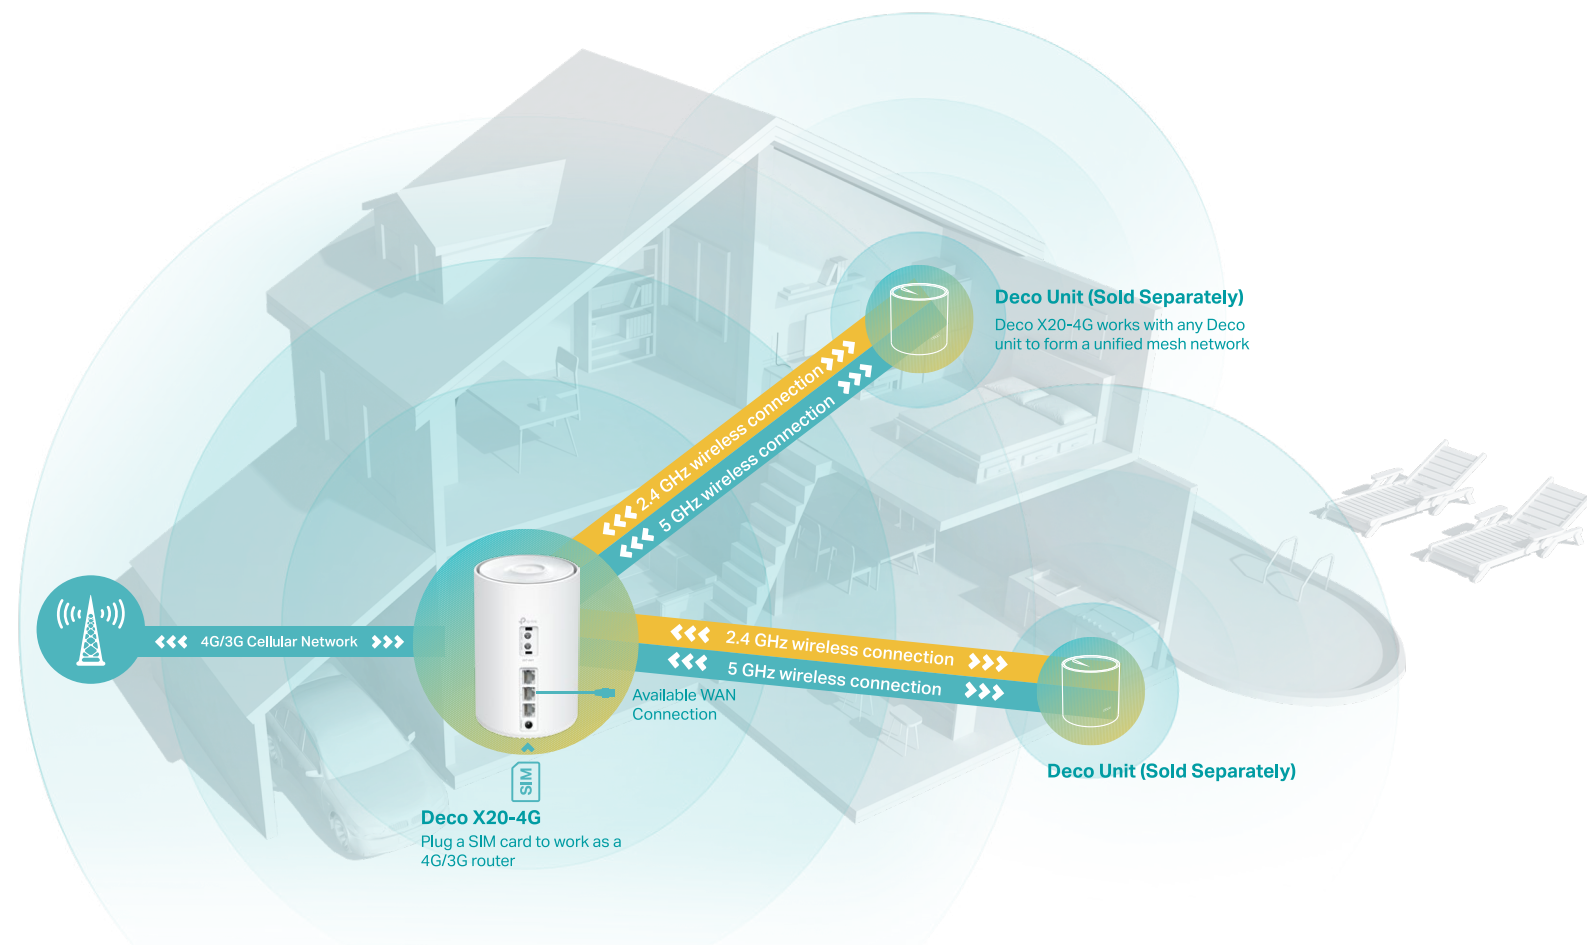 Deco Unit (Sold Separately)
Deco X20-4G works with any Deco
unit to form a unified mesh network
2.4 GHz wireless connection
5 GHz wireless connection
4G/3G Cellular Network
2.4 GHz wireless connection
5 GHz wireless connection
Available WAN
Connection
Deco Unit (Sold Separately)
SIM
Deco X20-4G
Plug a SIM card to work as a
4G/3G router